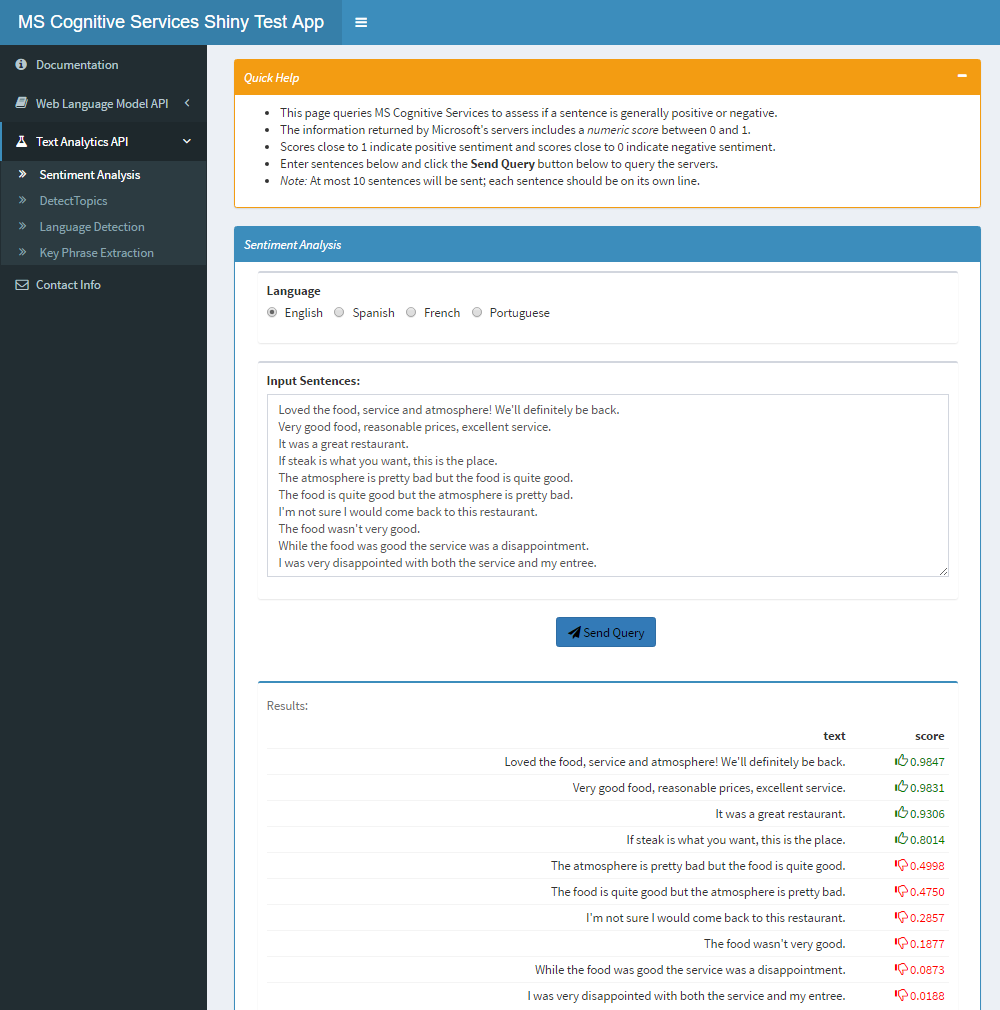 MS Cognitive Services Shiny Test App
Documentation
Web Language Model API
Text Analytics API
Sentiment Analysis
DetectTopics
Language Detection
Key Phrase Extraction
Contact Info
Quick Help
This page queries MS Cognitive Services to assess if a sentence is generally positive or negative.
The information returned by Microsoft's servers includes a numeric score between 0 and 1.
Scores close to 1 indicate positive sentiment and scores close to 0 indicate negative sentiment.
Enter sentences below and click the Send Query button below to query the servers.
Note: At most 10 sentences will be sent; each sentence should be on its own line.
Sentiment Analysis
Language
English Spanish French Portuguese
Input Sentences:
Loved the food, service and atmosphere! We'll definitely be back.
Very good food, reasonable prices, excellent service.
It was a great restaurant.
If steak is what you want, this is the place.
The atmosphere is pretty bad but the food is quite good.
The food is quite good but the atmosphere is pretty bad.
I'm not sure I would come back to this restaurant.
The food wasn't very good.
While the food was good the service was a disappointment.
I was very disappointed with both the service and my entree.
Send Query
Results:
text score
Loved the food, service and atmosphere! We'll definitely be back. 0.9847
Very good food, reasonable prices, excellent service. 0.9831
It was a great restaurant. 0.9306
If steak is what you want, this is the place. 0.8014
The atmosphere is pretty bad but the food is quite good. 0.4998
The food is quite good but the atmosphere is pretty bad. 0.4750
I'm not sure I would come back to this restaurant. 0.2857
The food wasn't very good. 0.1877
While the food was good the service was a disappointment. 0.0873
I was very disappointed with both the service and my entree. 0.0188